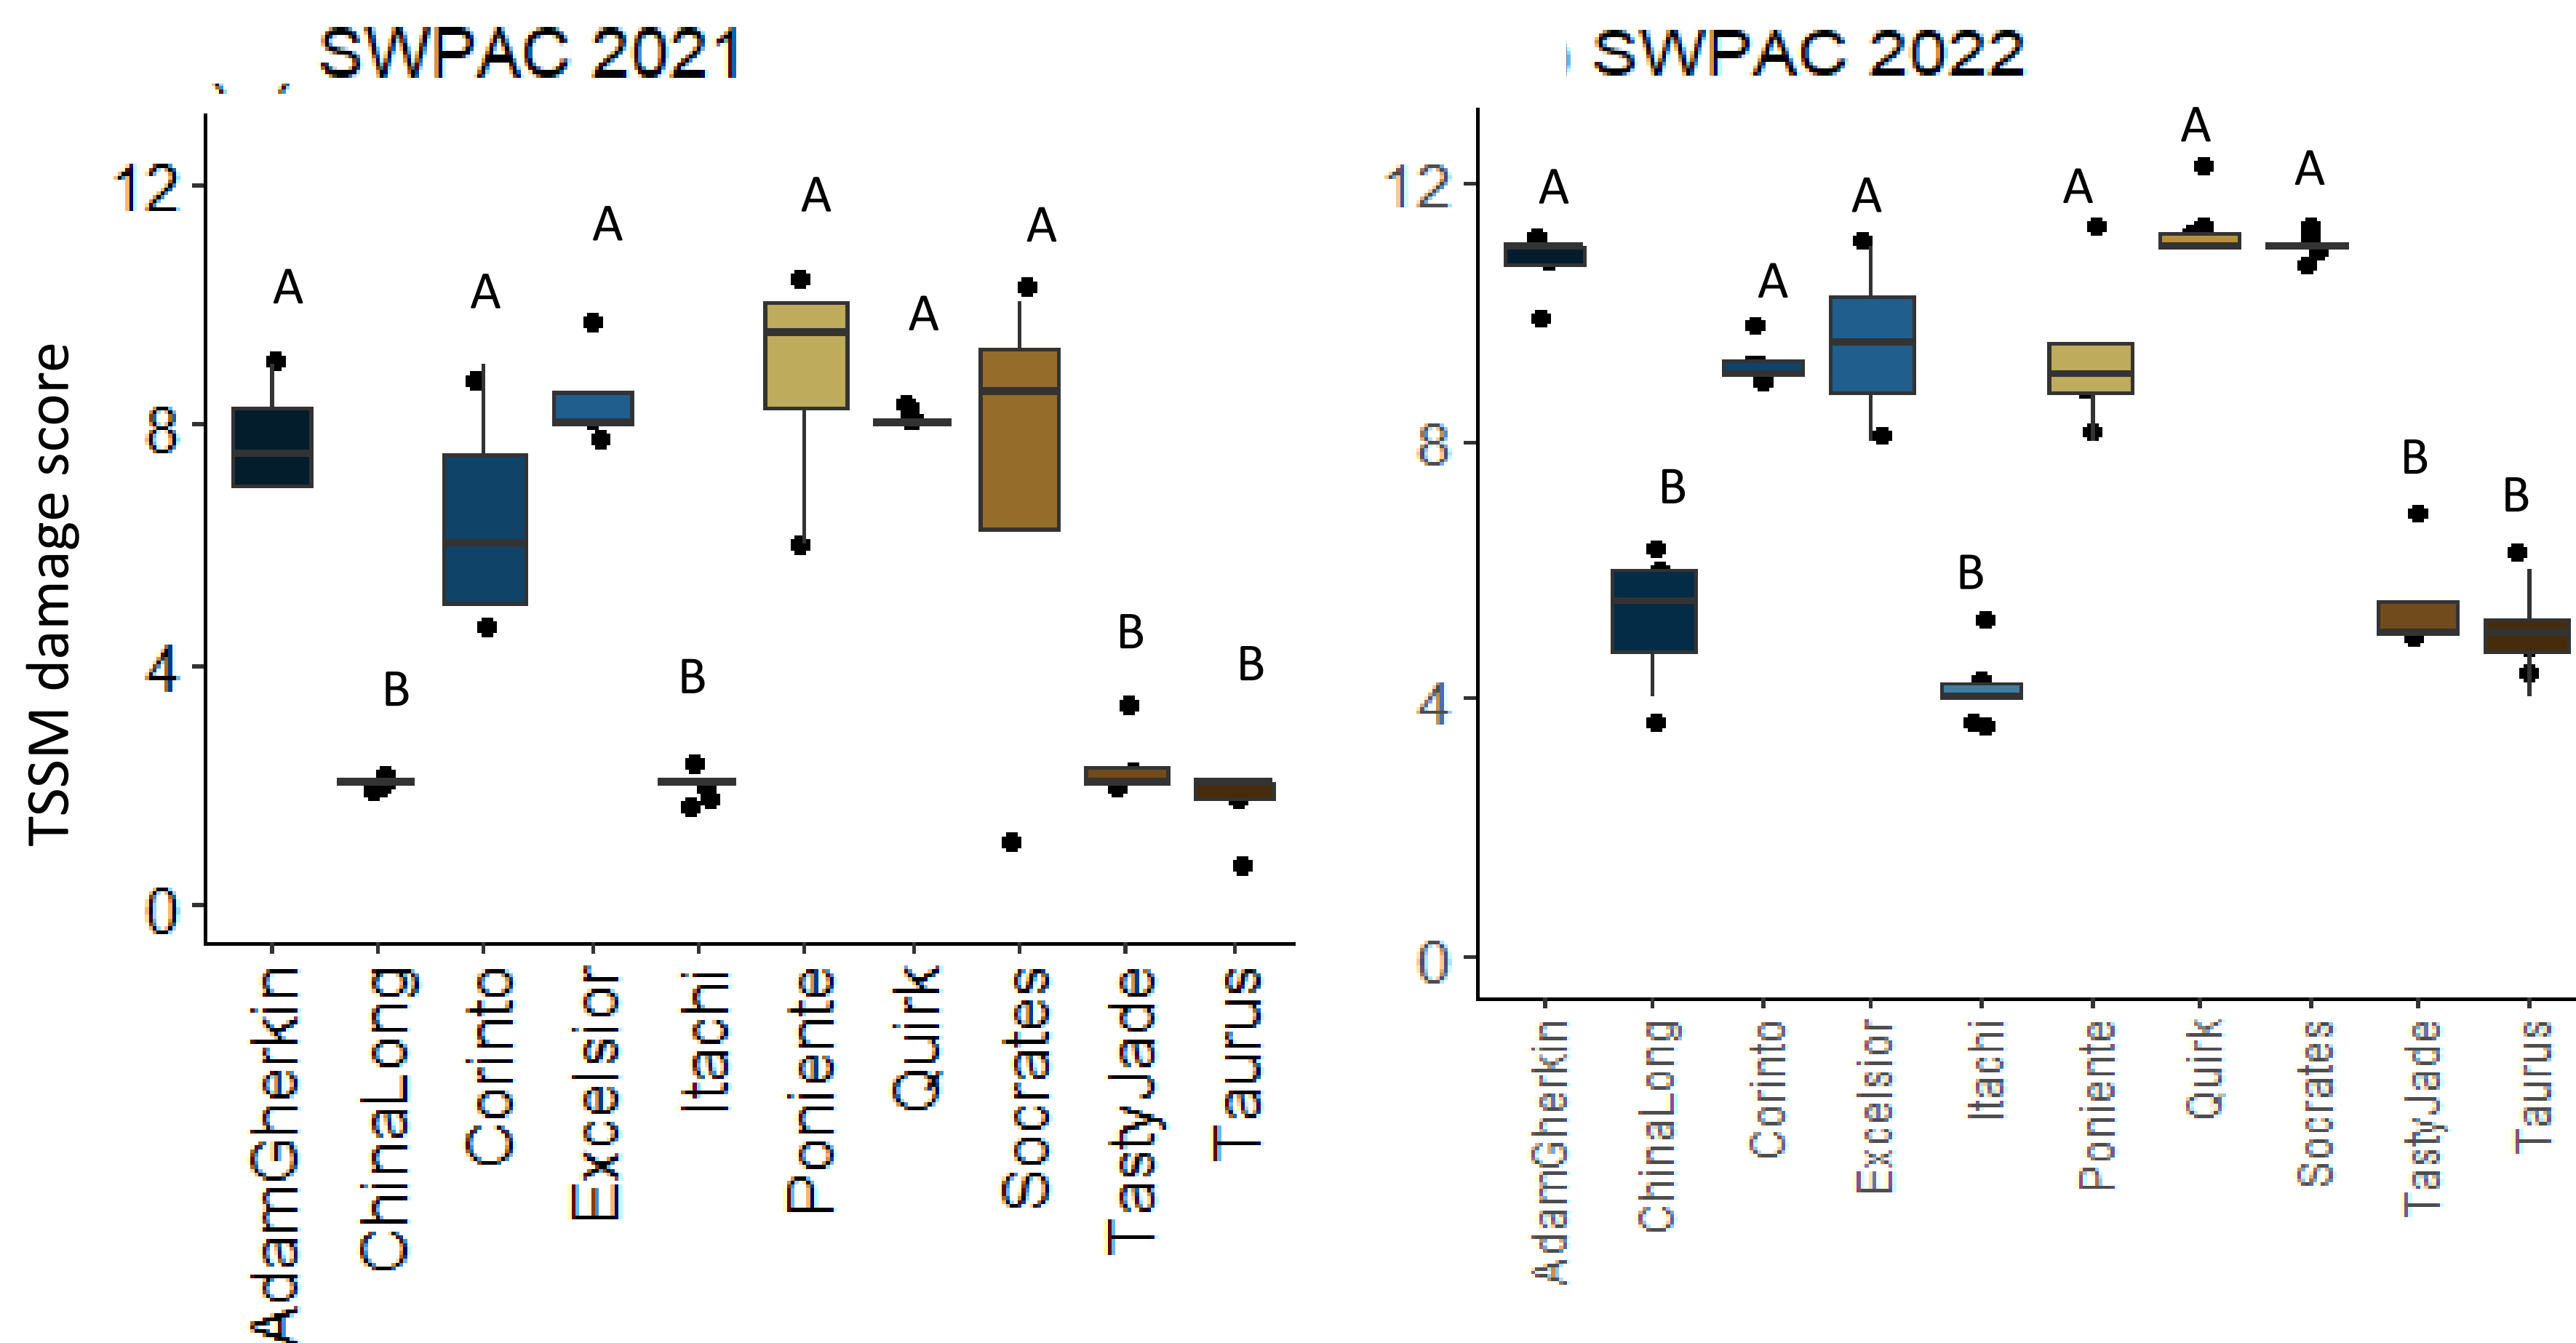 SWPAC 2021
TSSM damage score
12
8
4
0
A
B
A
A
B
A
A
A
B
B
AdamGherkin
ChinaLong
Corinto
Excelsior
Itachi
Poniente
Quirk
Socrates
TastyJade
Taurus
SWPAC 2022
12
8
4
0
A
B
A
A
B
A
A
A
B
B
AdamGherkin
ChinaLong
Corinto
Excelsior
Itachi
Poniente
Quirk
Socrates
TastyJade
Taurus